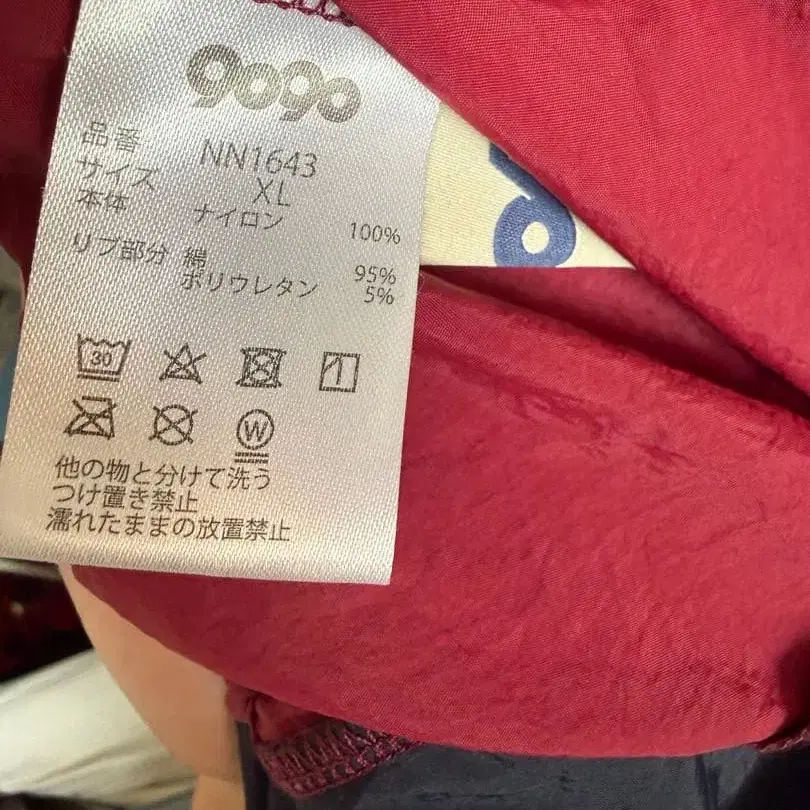 9090
品番 NN1643
サイズ XL
本体 ナイロン 100%
リブ部分 綿 95%
ポリウレタン 5%
30
W
他の物と分けて洗う
つけ置き禁止
濡れたままの放置禁止